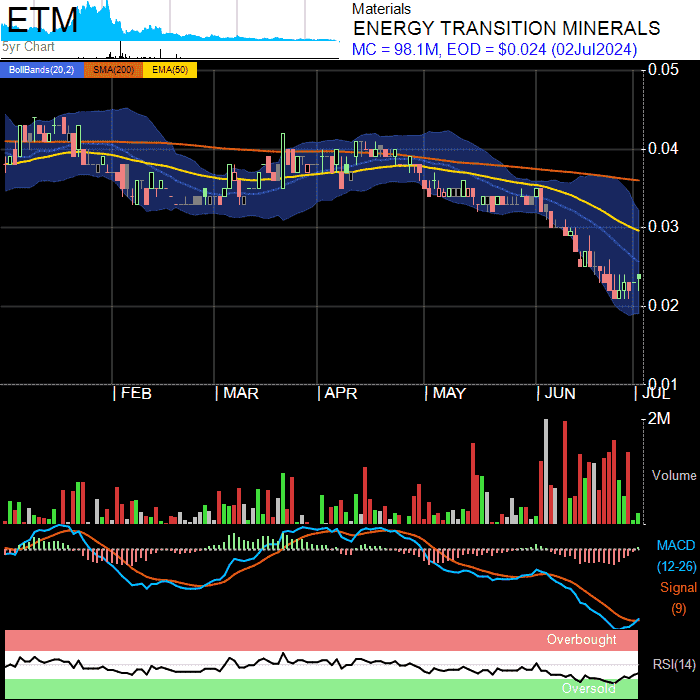 ETM
5yr Chart
Materials
ENERGY TRANSITION MINERALS
MC = 98.1M, EOD = $0.024 (02Jul2024)
BollBands(20,2) SMA(200) EMA(50)
0.05
0.04
0.03
0.02
0.01
FEB MAR APR MAY JUN JUL
2M
Volume
MACD
(12-26)
Signal
(9)
Overbought
RSI(14)
Oversold